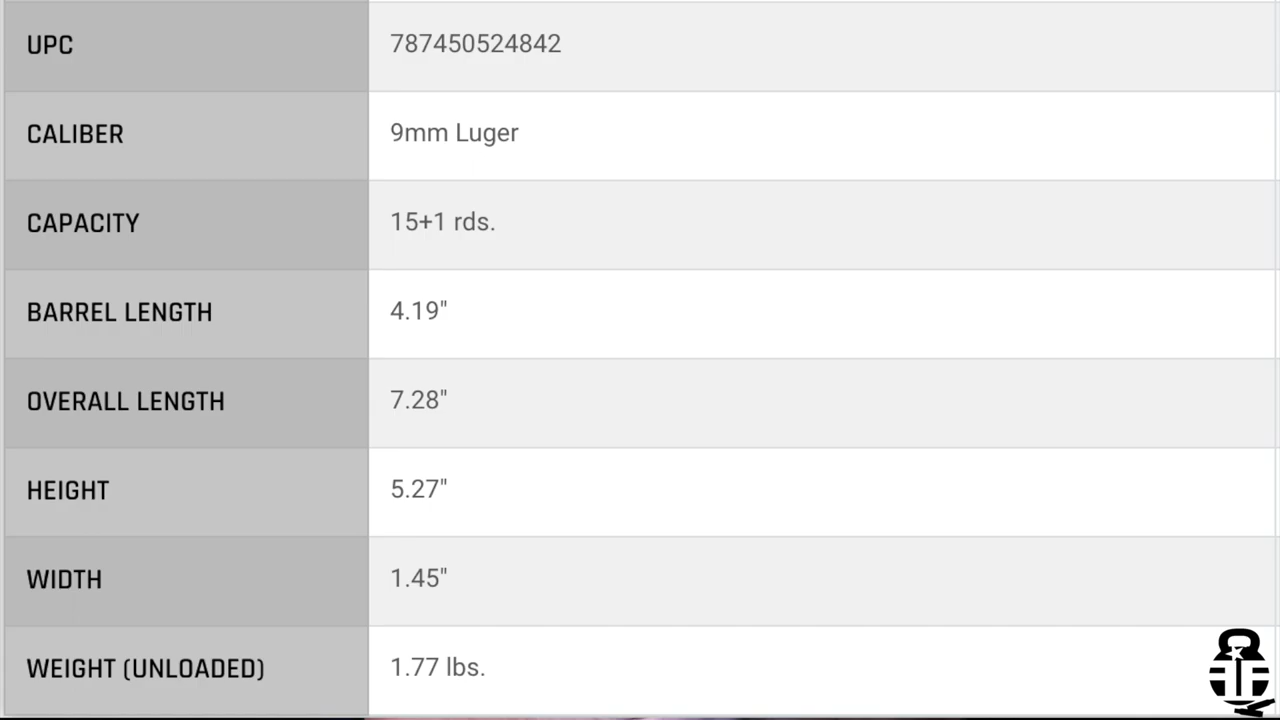 UPC 787450524842
CALIBER 9mm Luger
CAPACITY 15+1 rds.
BARREL LENGTH 4.19"
OVERALL LENGTH 7.28"
HEIGHT 5.27"
WIDTH 1.45"
WEIGHT (UNLOADED) 1.77 lbs.